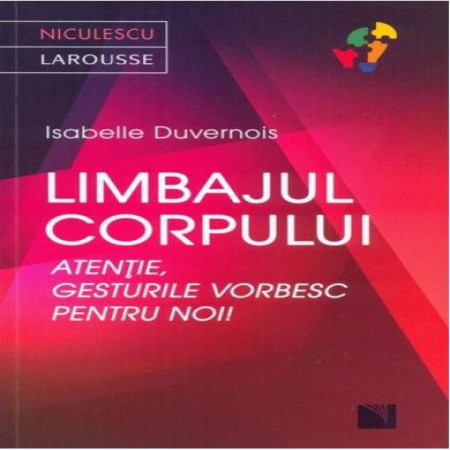 NICULESCU
LAROUSSE
Isabelle Duvernois
LIMBAJUL
CORPULUI
ATENȚIE,
GESTURILE VORBESC
PENTRU NOI!